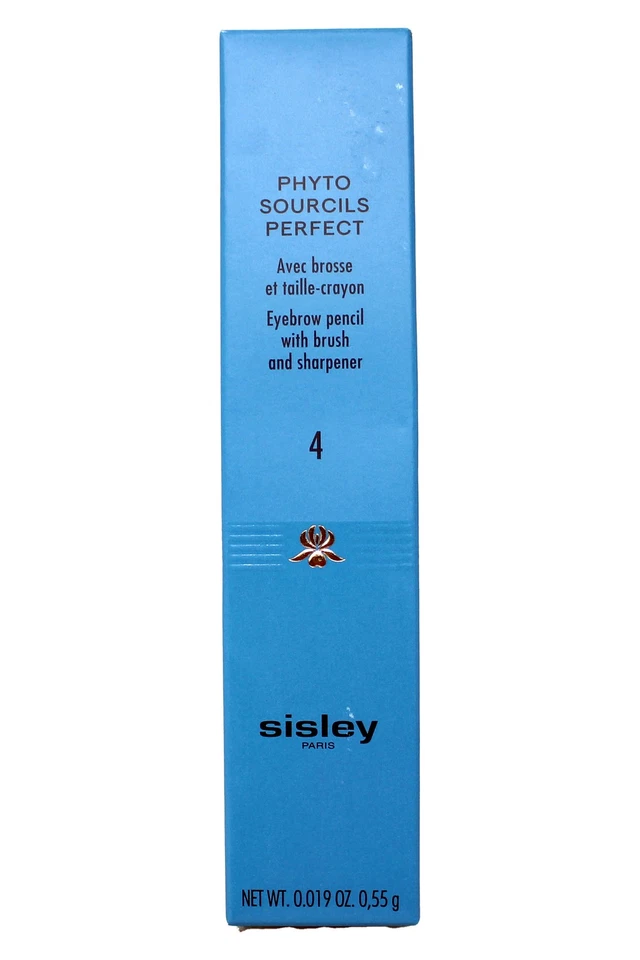 PHYTO
SOURCILS
PERFECT
Avec brosse
et taille-crayon
Eyebrow pencil
with brush
and sharpener
4
sisley
PARIS
NET WT. 0.019 OZ. 0,55 g